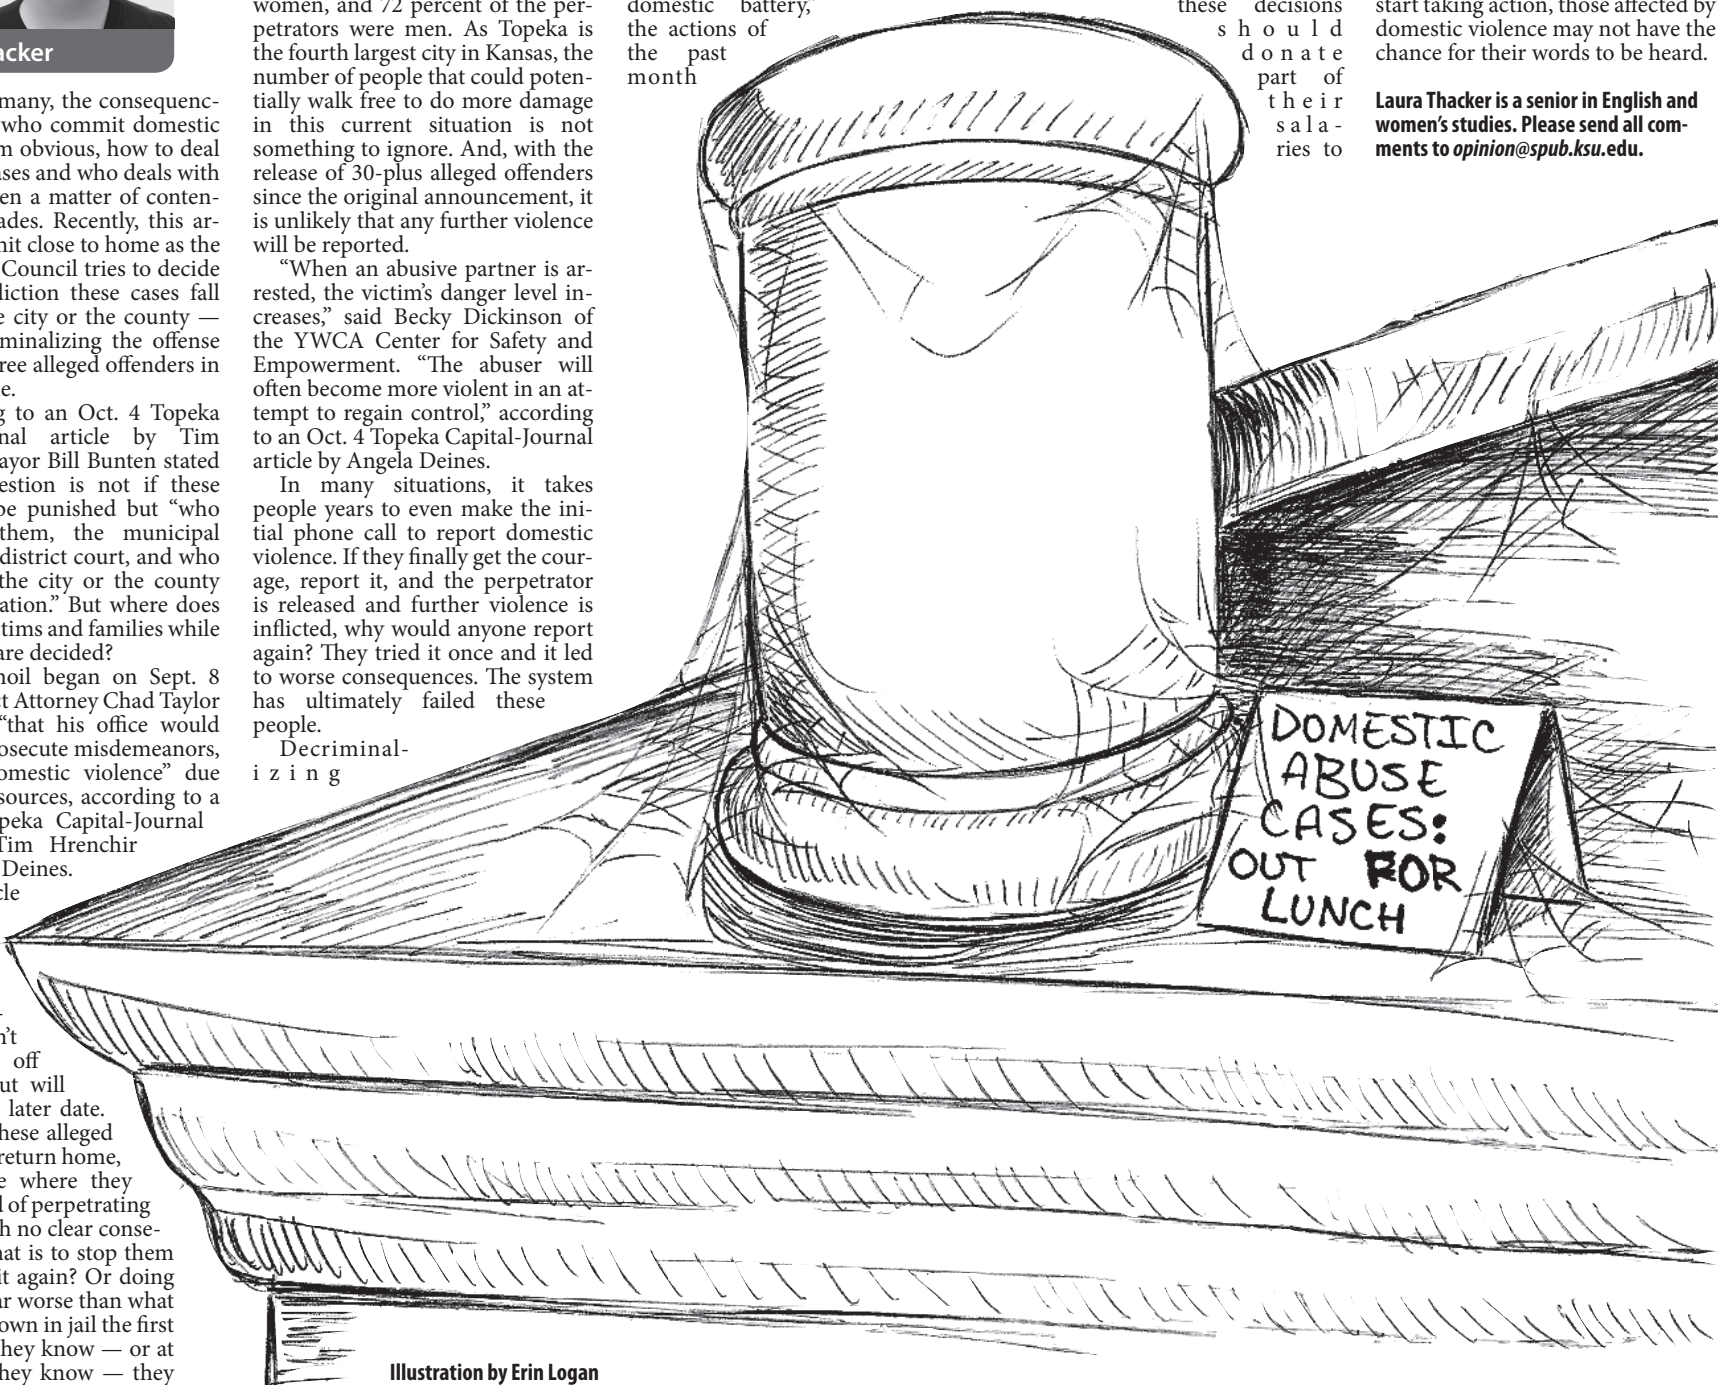 acker
many, the consequenc-
who commit domestic
m obvious, how to deal
ases and who deals with
en a matter of conten-
ades. Recently, this ar-
hit close to home as the
Council tries to decide
diction these cases fall
e city or the county —
minalizing the offense
ree alleged offenders in
e.
g to an Oct. 4 Topeka
nal article by Tim
ayor Bill Bunten stated
estion is not if these
be punished but “who
them, the municipal
district court, and who
the city or the county
ation.” But where does
tims and families while
are decided?
moil began on Sept. 8
ct Attorney Chad Taylor
“that his office would
osecute misdemeanors,
omestic violence” due
sources, according to a
peka Capital-Journal
Tim Hrenchir
Deines.
cle
-
n’t
off
ut will
later date.
hese alleged
return home,
e where they
d of perpetrating
h no clear conse-
hat is to stop them
it again? Or doing
ar worse than what
own in jail the first
hey know — or at
hey know — they
women, and 72 percent of the per-
petrators were men. As Topeka is
the fourth largest city in Kansas, the
number of people that could poten-
tially walk free to do more damage
in this current situation is not
something to ignore. And, with the
release of 30-plus alleged offenders
since the original announcement, it
is unlikely that any further violence
will be reported.
“When an abusive partner is ar-
rested, the victim’s danger level in-
creases,” said Becky Dickinson of
the YWCA Center for Safety and
Empowerment. “The abuser will
often become more violent in an at-
tempt to regain control,” according
to an Oct. 4 Topeka Capital-Journal
article by Angela Deines.
In many situations, it takes
people years to even make the ini-
tial phone call to report domestic
violence. If they finally get the cour-
age, report it, and the perpetrator
is released and further violence is
inflicted, why would anyone report
again? They tried it once and it led
to worse consequences. The system
has ultimately failed these
people.
Decriminal-
izing
domestic battery,
the actions of
the past
month
these decisions
should
donate
part of
their
sala-
ries to
start taking action, those affected by
domestic violence may not have the
chance for their words to be heard.
Laura Thacker is a senior in English and
women’s studies. Please send all com-
ments to opinion@spub.ksu.edu.
DOMESTIC
ABUSE
CASES:
OUT FOR
LUNCH
Illustration by Erin Logan